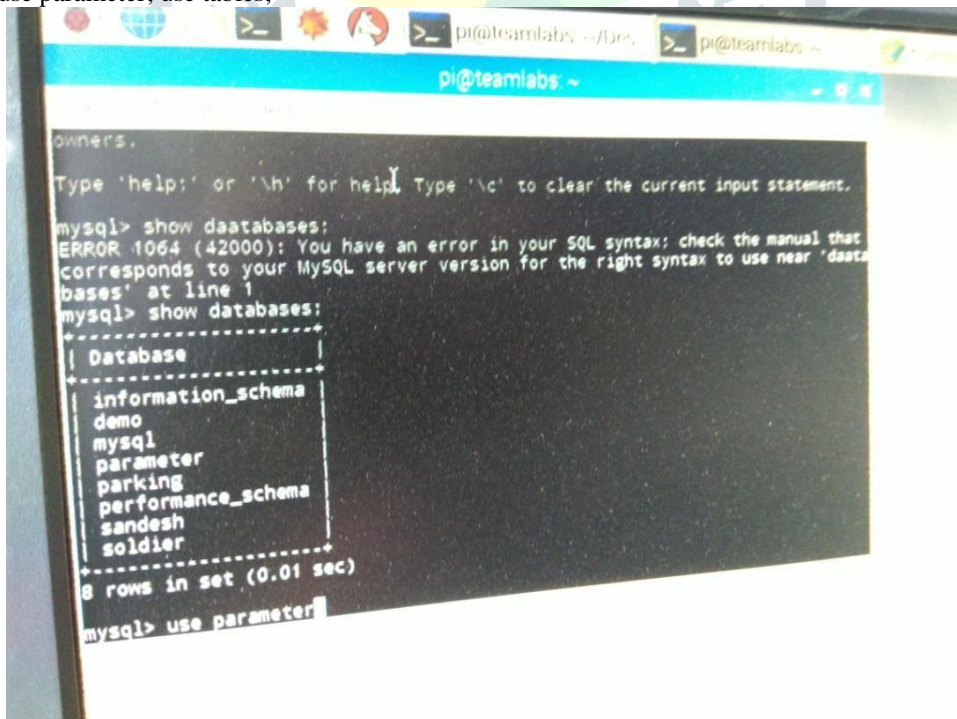 use parameter; use tables;
pi@teamlabs: ~/Des
pi@teamlabs: ~
pi@teamlabs: ~
owners.
Type 'help;' or '\h' for help. Type '\c' to clear the current input statement.
mysql> show daatabases;
ERROR 1064 (42000): You have an error in your SQL syntax; check the manual that
corresponds to your MySQL server version for the right syntax to use near 'daata
bases' at line 1
mysql> show databases;
+--------------------+
| Database |
+--------------------+
| information_schema |
| demo |
| mysql |
| parameter |
| parking |
| performance_schema |
| sandesh |
| soldier |
+--------------------+
8 rows in set (0.01 sec)
mysql> use parameter